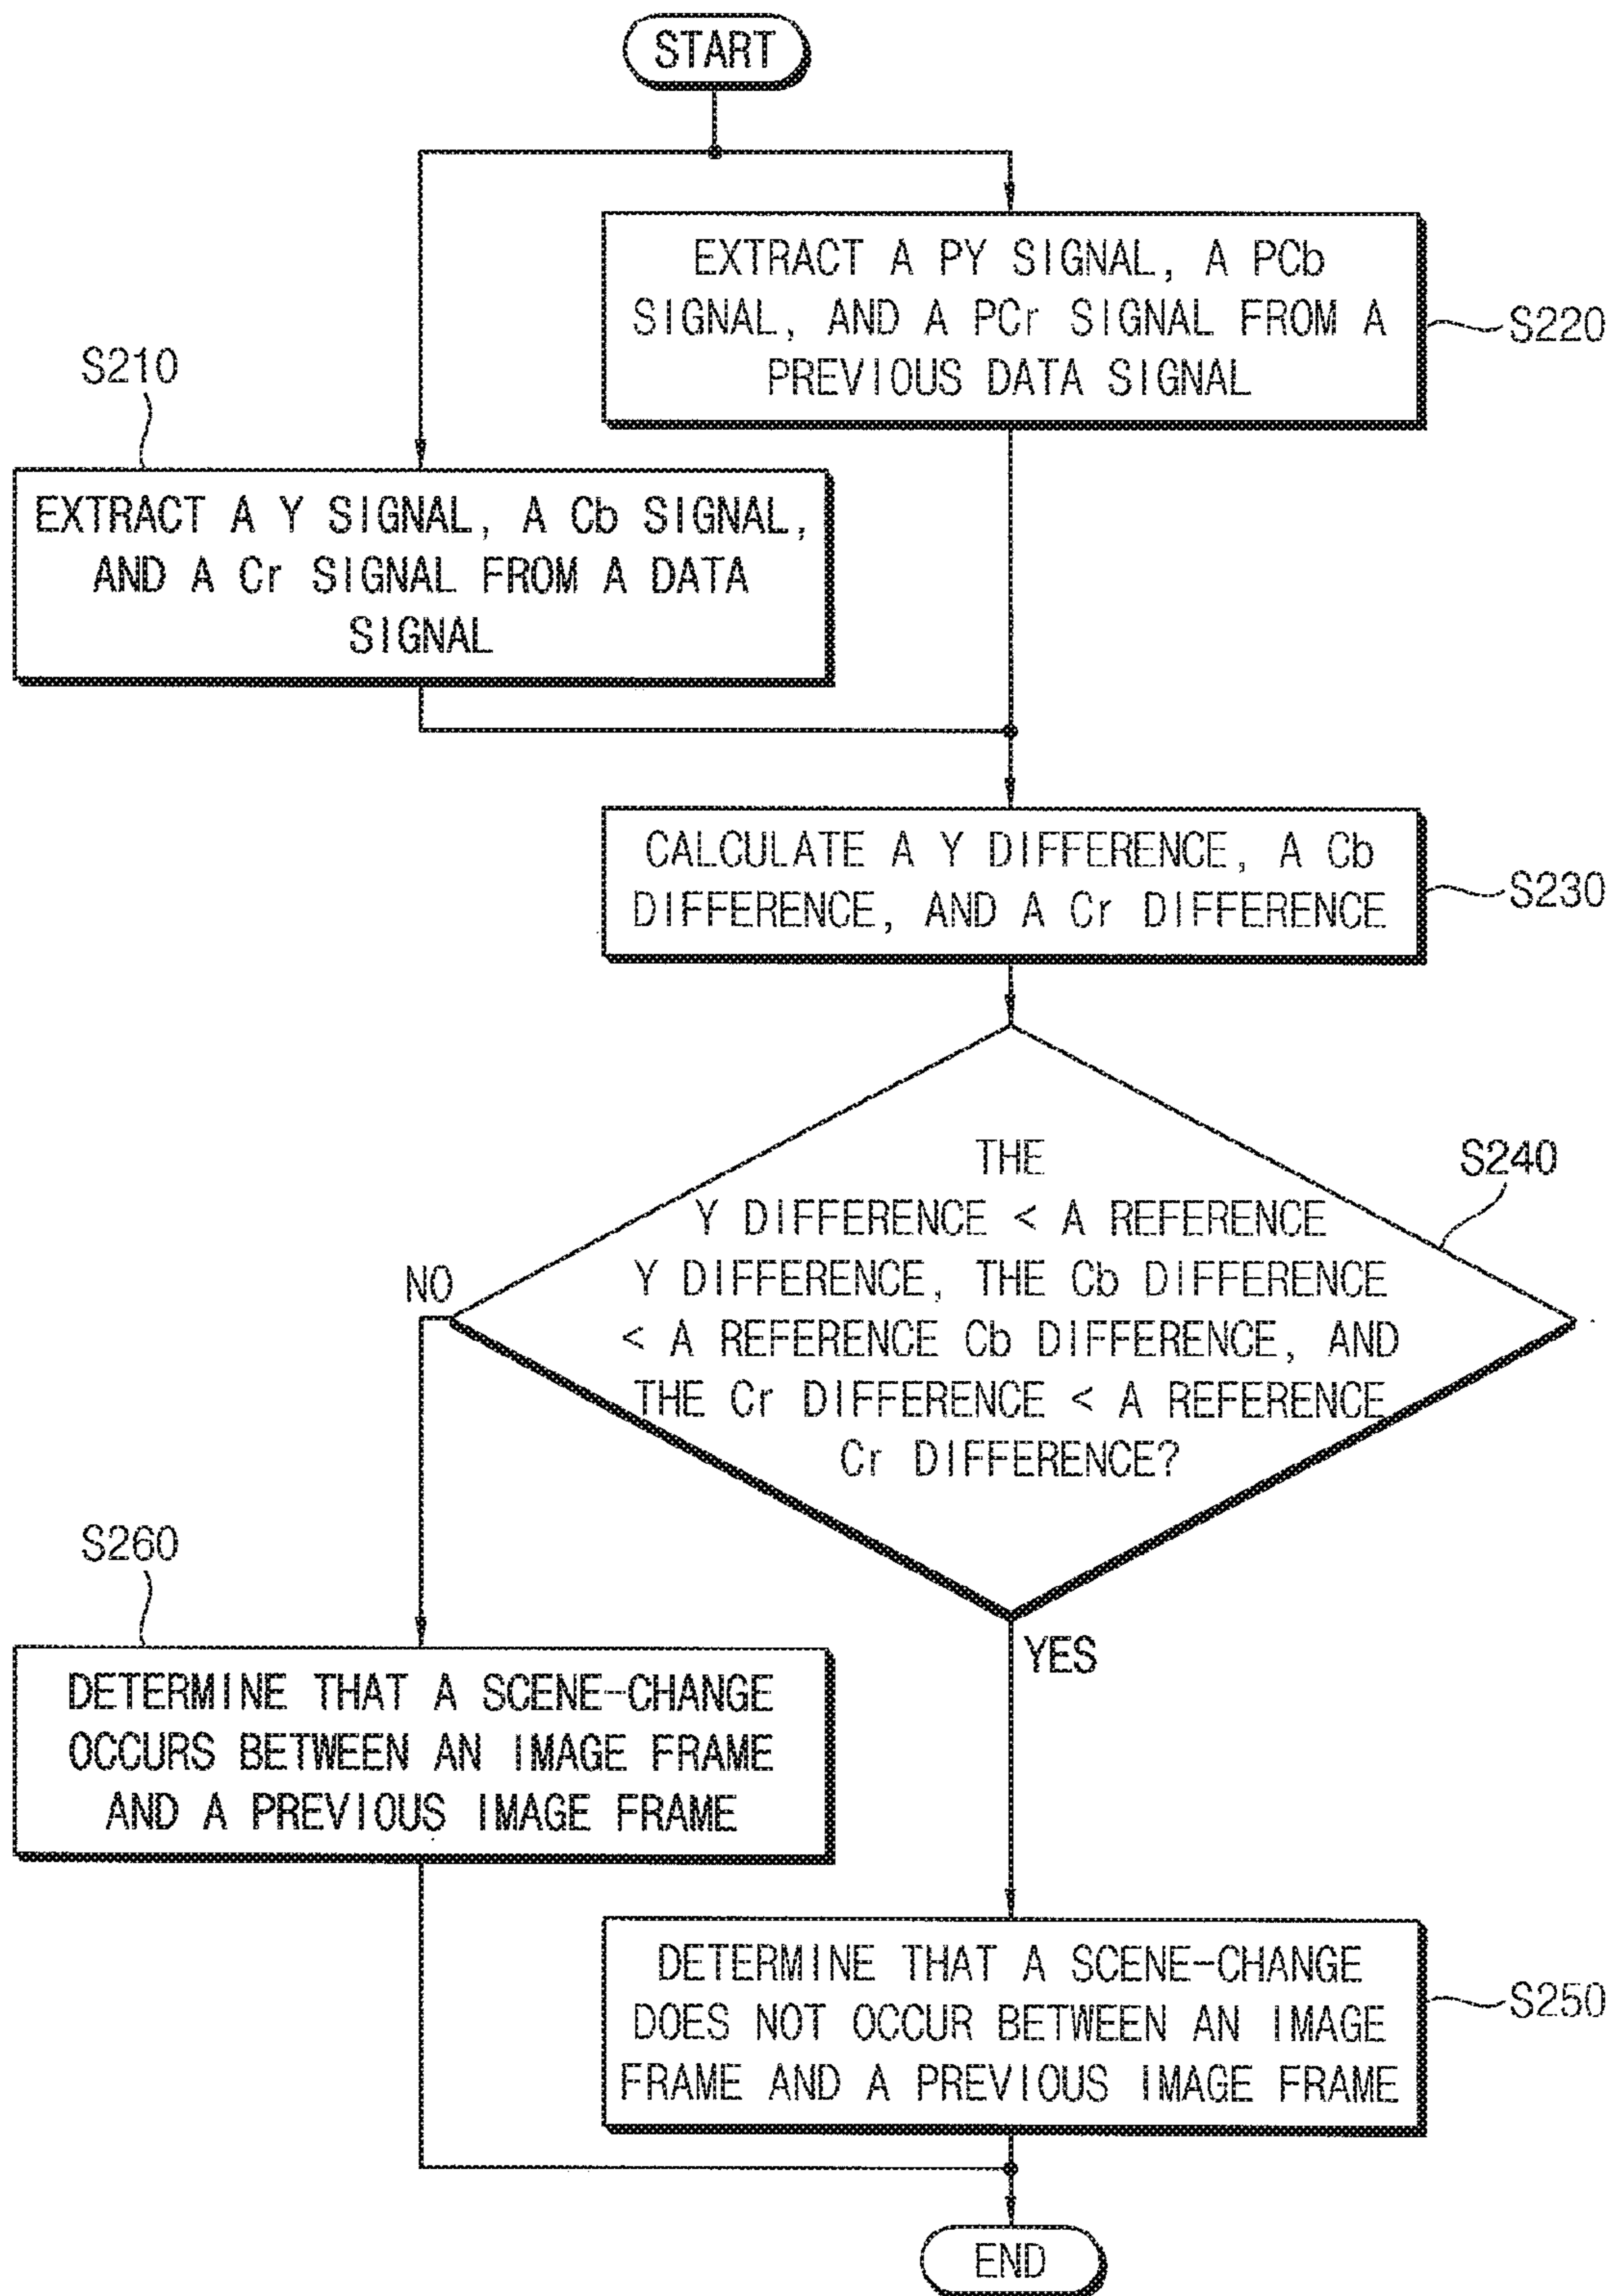 START
EXTRACT A PY SIGNAL, A PCb
SIGNAL, AND A PCr SIGNAL FROM A
PREVIOUS DATA SIGNAL
S220
S210
EXTRACT A Y SIGNAL, A Cb SIGNAL,
AND A Cr SIGNAL FROM A DATA
SIGNAL
CALCULATE A Y DIFFERENCE, A Cb
DIFFERENCE, AND A Cr DIFFERENCE
S230
THE
Y DIFFERENCE < A REFERENCE
Y DIFFERENCE, THE Cb DIFFERENCE
< A REFERENCE Cb DIFFERENCE, AND
THE Cr DIFFERENCE < A REFERENCE
Cr DIFFERENCE?
S240
NO
YES
S260
DETERMINE THAT A SCENE-CHANGE
OCCURS BETWEEN AN IMAGE FRAME
AND A PREVIOUS IMAGE FRAME
DETERMINE THAT A SCENE-CHANGE
DOES NOT OCCUR BETWEEN AN IMAGE
FRAME AND A PREVIOUS IMAGE FRAME
S250
END